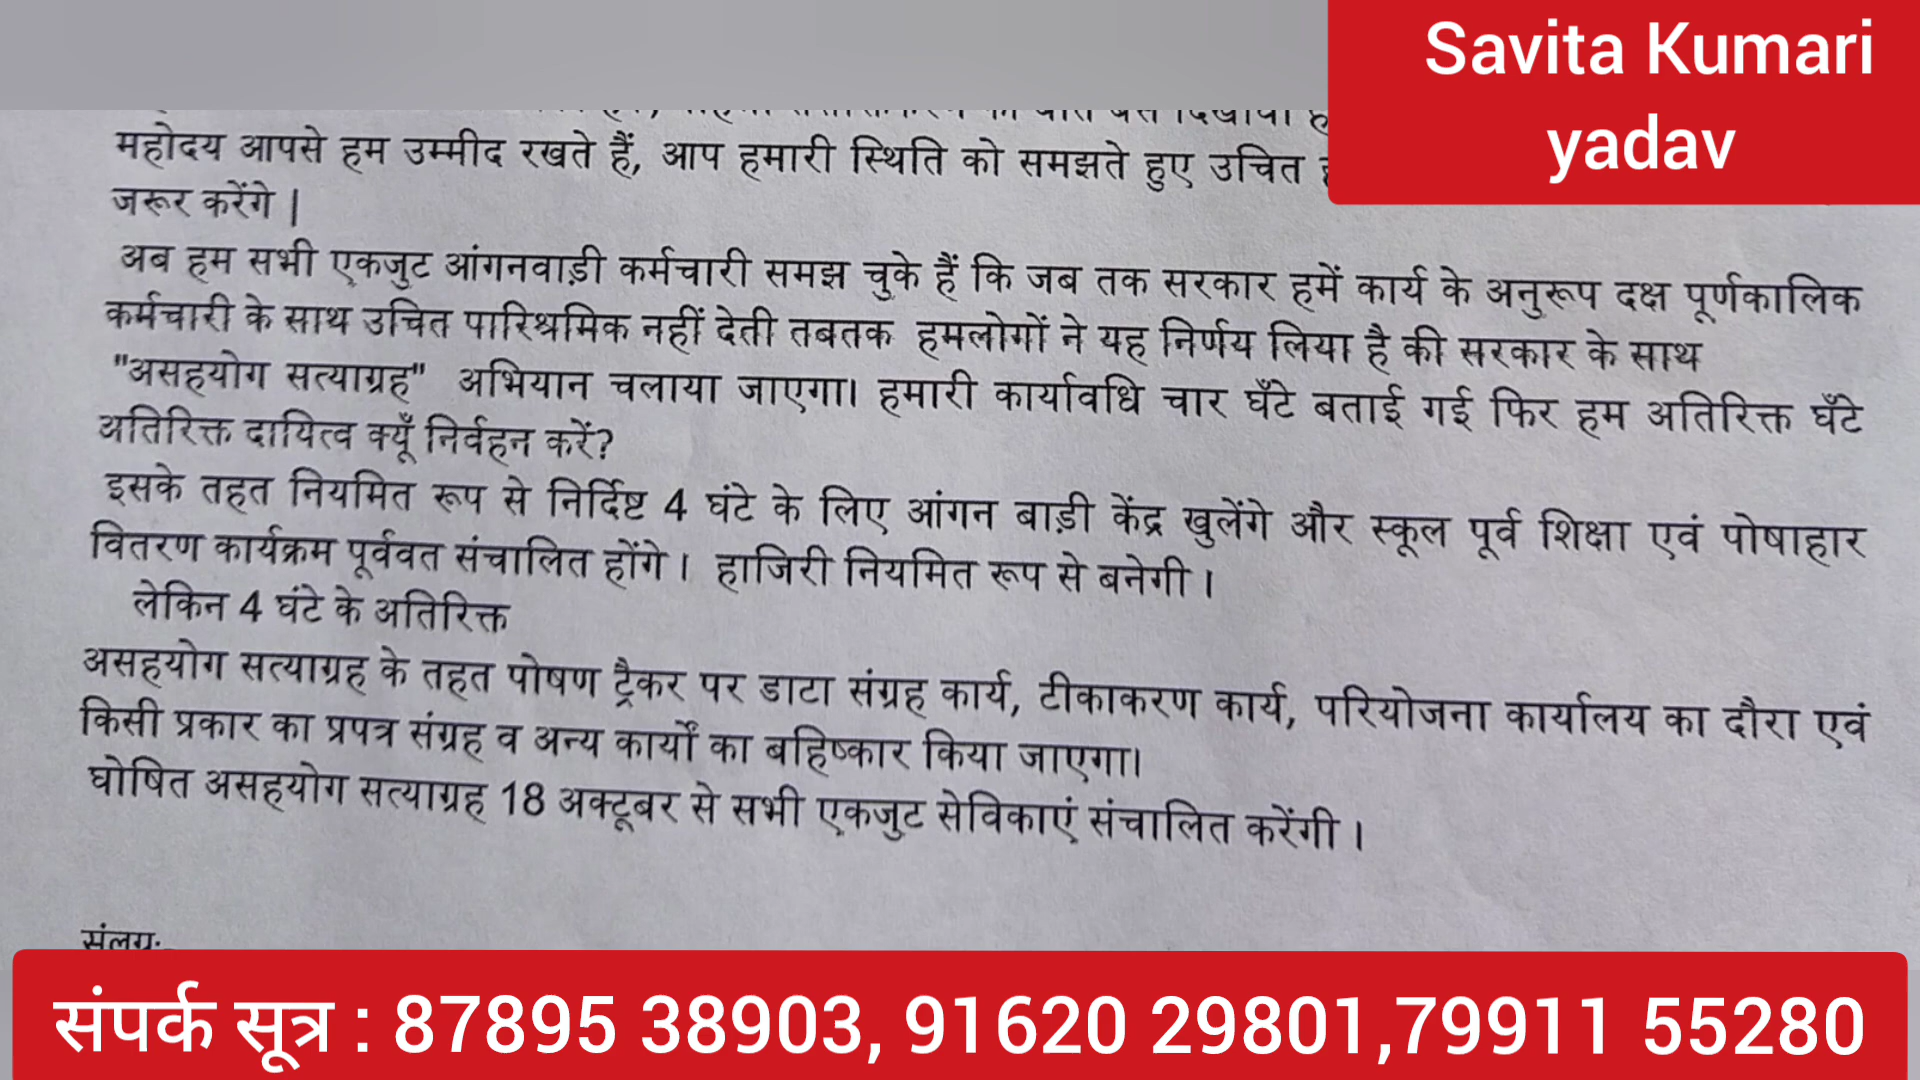 Savita Kumari
yadav
महोदय आपसे हम उम्मीद रखते हैं, आप हमारी स्थिति को समझते हुए उचित
जरूर करेंगे |
अब हम सभी एकजुट आंगनवाड़ी कर्मचारी समझ चुके हैं कि जब तक सरकार हमें कार्य के अनुरूप दक्ष पूर्णकालिक
कर्मचारी के साथ उचित पारिश्रमिक नहीं देती तबतक हमलोगों ने यह निर्णय लिया है की सरकार के साथ
"असहयोग सत्याग्रह" अभियान चलाया जाएगा। हमारी कार्यावधि चार घँटे बताई गई फिर हम अतिरिक्त घँटे
अतिरिक्त दायित्व क्यूँ निर्वहन करें?
इसके तहत नियमित रूप से निर्दिष्ट 4 घंटे के लिए आंगन बाड़ी केंद्र खुलेंगे और स्कूल पूर्व शिक्षा एवं पोषाहार
वितरण कार्यक्रम पूर्ववत संचालित होंगे । हाजिरी नियमित रूप से बनेगी ।
लेकिन 4 घंटे के अतिरिक्त
असहयोग सत्याग्रह के तहत पोषण ट्रैकर पर डाटा संग्रह कार्य, टीकाकरण कार्य, परियोजना कार्यालय का दौरा एवं
किसी प्रकार का प्रपत्र संग्रह व अन्य कार्यों का बहिष्कार किया जाएगा।
घोषित असहयोग सत्याग्रह 18 अक्टूबर से सभी एकजुट सेविकाएं संचालित करेंगी ।
संपर्क सूत्र : 87895 38903, 91620 29801,79911 55280